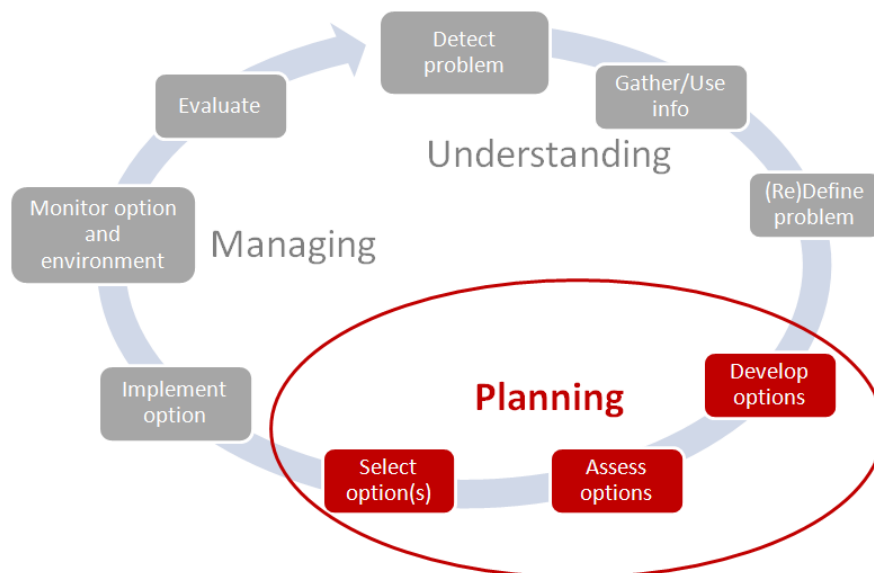 Detect
problem
Gather/Use
info
Understanding
(Re)Define
problem
Develop
options
Planning
Assess
options
Select
option(s)
Implement
option
Managing
Monitor option
and
environment
Evaluate